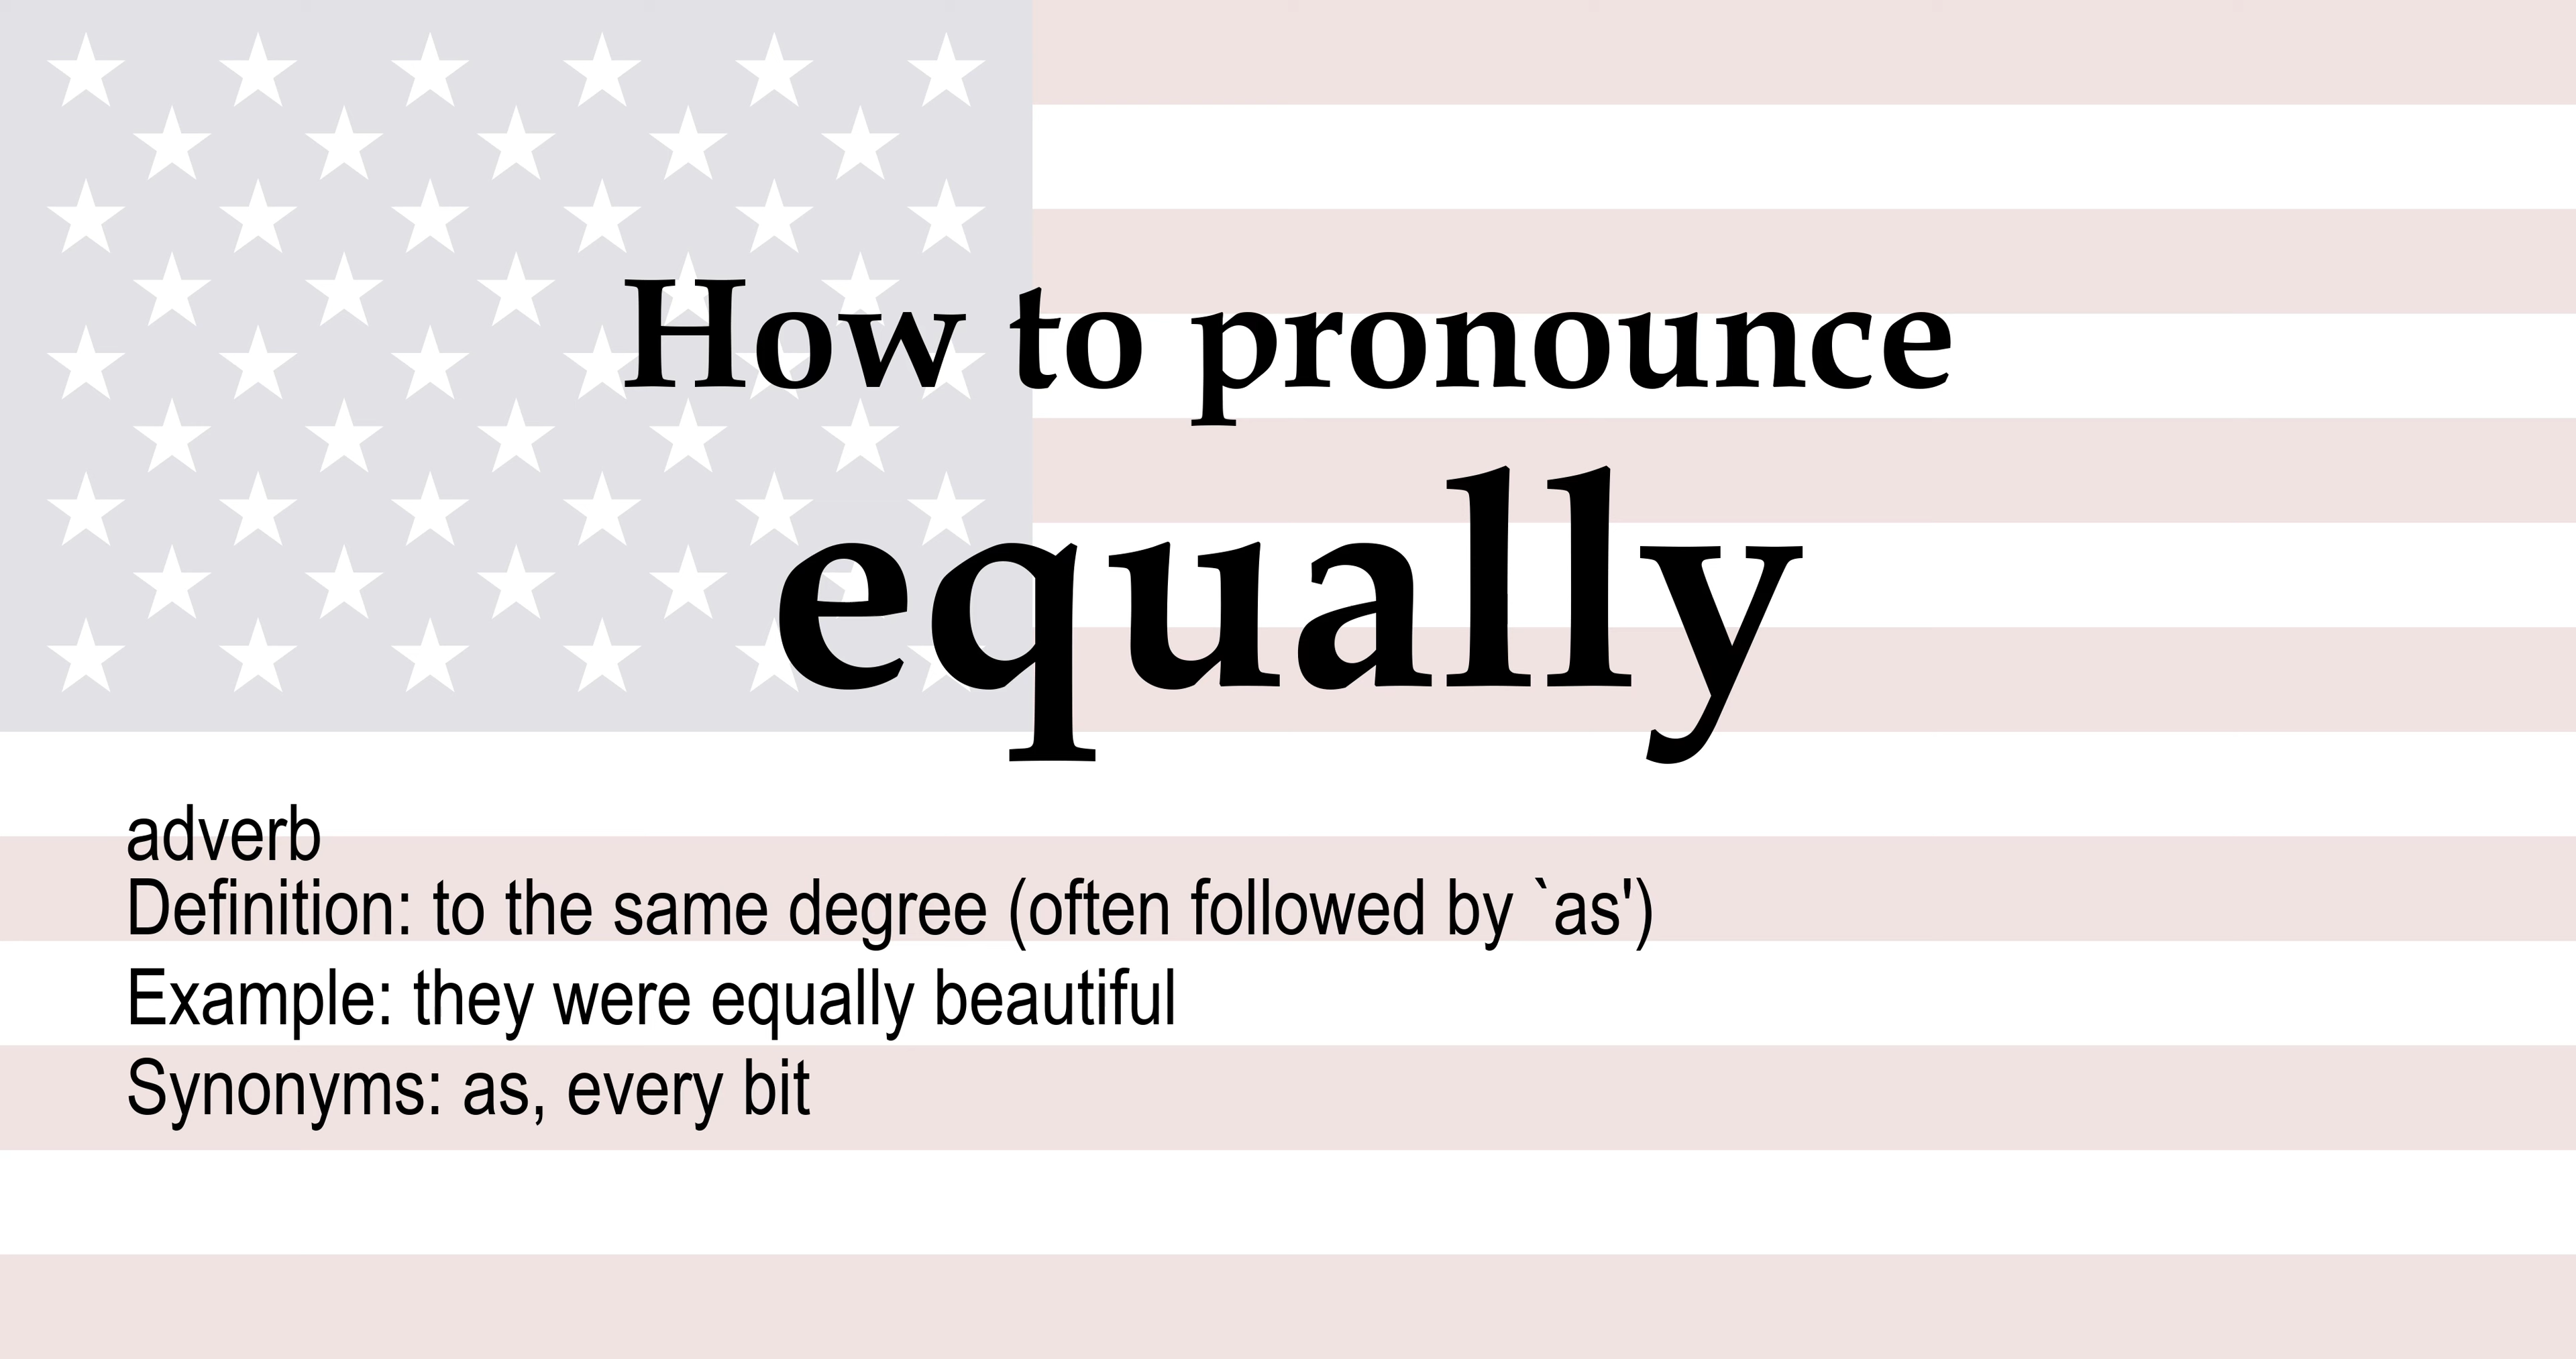 How to pronounce
equally
adverb
Definition: to the same degree (often followed by `as')
Example: they were equally beautiful
Synonyms: as, every bit